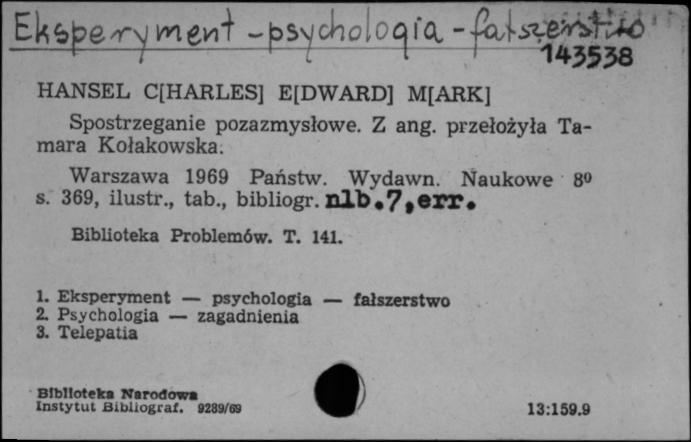 Eksperyment - psychologia - fałszerstwo
143538
HANSEL C[HARLES] E[DWARD] M[ARK]
Spostrzeganie pozazmysłowe. Z ang. przełożyła Ta-
mara Kołakowska.
Warszawa 1969 Państw. Wydawn. Naukowe 8⁰
s. 369, ilustr., tab., bibliogr. nlb.7,err.
Biblioteka Problemów. T. 141.
1. Eksperyment — psychologia — fałszerstwo
2. Psychologia — zagadnienia
3. Telepatia
Biblioteka Narodowa
Instytut Bibliograf. 9289/69
13:159.9